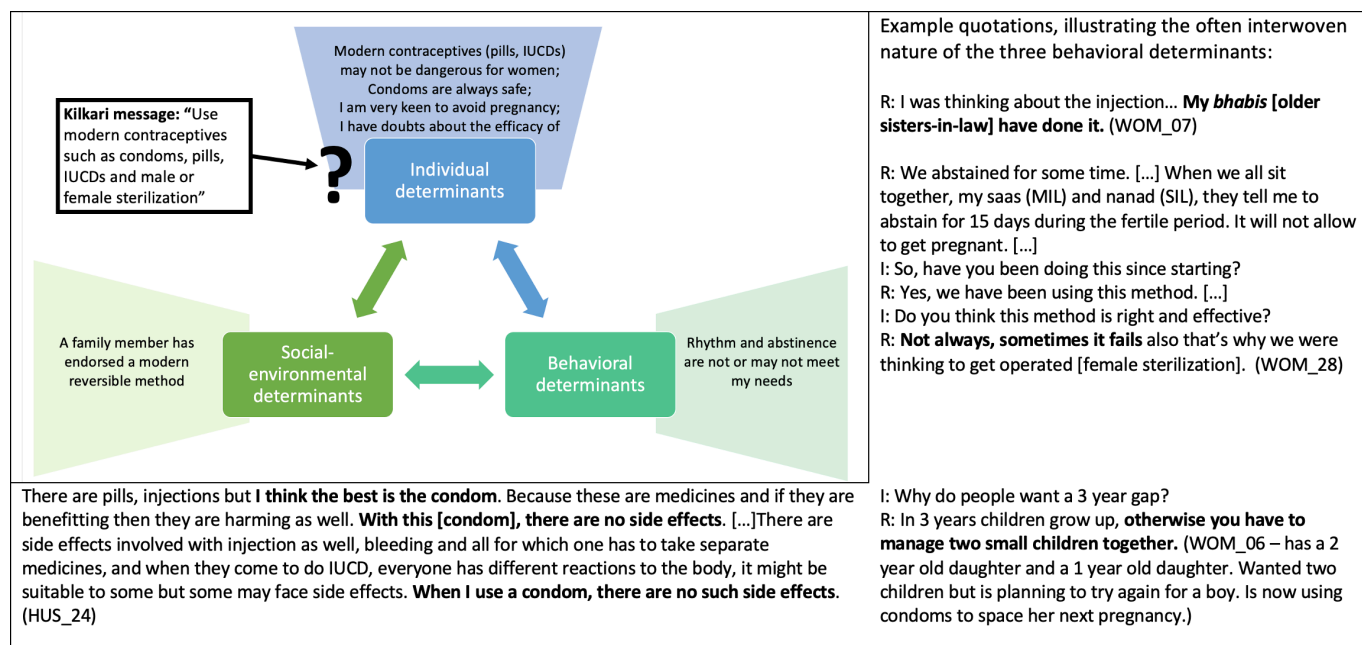 Modern contraceptives (pills, IUCDs)
may not be dangerous for women;
Condoms are always safe;
I am very keen to avoid pregnancy;
I have doubts about the efficacy of
Kilkari message: “Use
modern contraceptives
such as condoms, pills,
IUCDs and male or
female sterilization”
?
Individual
determinants
A family member has
endorsed a modern
reversible method
Social-
environmental
determinants
Behavioral
determinants
Rhythm and abstinence
are not or may not meet
my needs
Example quotations, illustrating the often interwoven
nature of the three behavioral determinants:
R: I was thinking about the injection… My bhabis [older
sisters-in-law] have done it. (WOM_07)
R: We abstained for some time. […] When we all sit
together, my saas (MIL) and nanad (SIL), they tell me to
abstain for 15 days during the fertile period. It will not allow
to get pregnant. […]
I: So, have you been doing this since starting?
R: Yes, we have been using this method. […]
I: Do you think this method is right and effective?
R: Not always, sometimes it fails also that’s why we were
thinking to get operated [female sterilization]. (WOM_28)
There are pills, injections but I think the best is the condom. Because these are medicines and if they are
benefitting then they are harming as well. With this [condom], there are no side effects. […]There are
side effects involved with injection as well, bleeding and all for which one has to take separate
medicines, and when they come to do IUCD, everyone has different reactions to the body, it might be
suitable to some but some may face side effects. When I use a condom, there are no such side effects.
(HUS_24)
I: Why do people want a 3 year gap?
R: In 3 years children grow up, otherwise you have to
manage two small children together. (WOM_06 – has a 2
year old daughter and a 1 year old daughter. Wanted two
children but is planning to try again for a boy. Is now using
condoms to space her next pregnancy.)